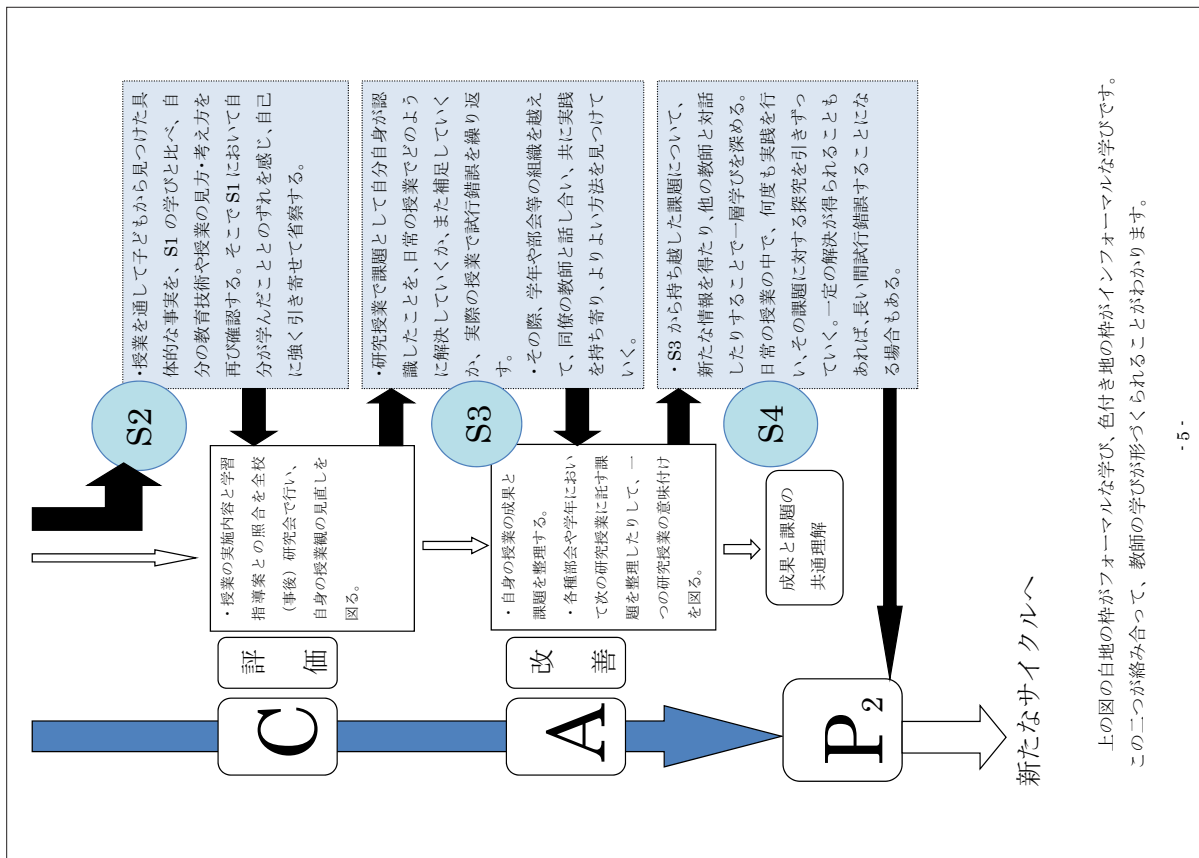 C
評価
・授業の実施内容と学習
指導案との照合を全校
（事後）研究会で行い、
自身の授業観の見直しを
図る。
S2
・授業を通して子どもから見つけた具
体的な事実を、S1 の学びと比べ、自
分の教育技術や授業の見方・考え方を
再び確認する。そこで S1 において自
分が学んだこととのずれを感じ、自己
に強く引き寄せて省察する。
A
改善
・自身の授業の成果と
課題を整理する。
・各種部会や学年におい
て次の研究授業に託す課
題を整理したりして、一
つの研究授業の意味付け
を図る。
S3
・研究授業で課題として自分自身が認
識したことを、日常の授業でどのよう
に解決していくか、また補足していく
か、実際の授業で試行錯誤を繰り返
す。
・その際、学年や部会等の組織を越え
て、同僚の教師と話し合い、共に実践
を持ち寄り、よりよい方法を見つけて
いく。
成果と課題の
共通理解
S4
・S3 から持ち越した課題について、
新たな情報を得たり、他の教師と対話
したりすることで一層学びを深める。
日常の授業の中で、何度も実践を行
い、その課題に対する探究を引きずっ
ていく。一定の解決が得られることも
あれば、長い間試行錯誤することにな
る場合もある。
P2
新たなサイクルへ
上の図の白地の枠がフォーマルな学び、色付き地の枠がインフォーマルな学びです。
この二つが絡み合って、教師の学びが形づくられることがわかります。
- 5 -